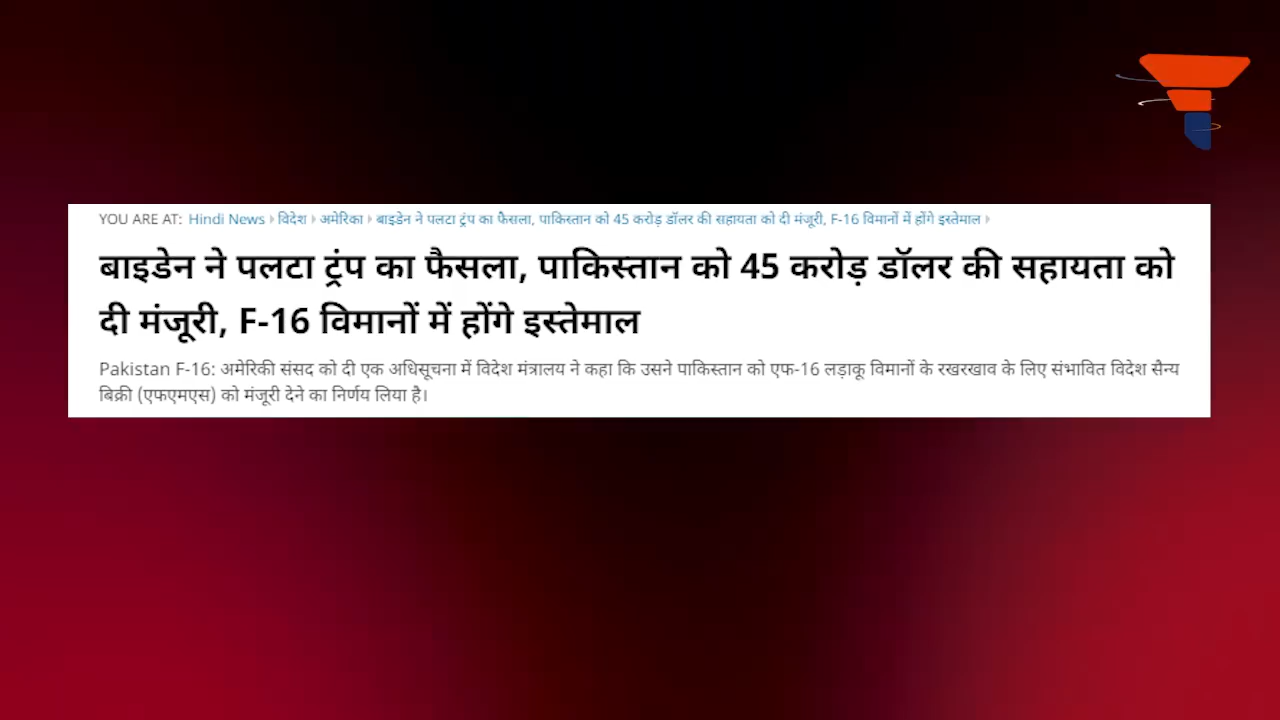 YOU ARE AT: Hindi News › विदेश › अमेरिका › बाइडेन ने पलटा ट्रंप का फैसला, पाकिस्तान को 45 करोड़ डॉलर की सहायता को दी मंजूरी, F-16 विमानों में होंगे इस्तेमाल ›
बाइडेन ने पलटा ट्रंप का फैसला, पाकिस्तान को 45 करोड़ डॉलर की सहायता को
दी मंजूरी, F-16 विमानों में होंगे इस्तेमाल
Pakistan F-16: अमेरिकी संसद को दी एक अधिसूचना में विदेश मंत्रालय ने कहा कि उसने पाकिस्तान को एफ-16 लड़ाकू विमानों के रखरखाव के लिए संभावित विदेश सैन्य
बिक्री (एफएमएस) को मंजूरी देने का निर्णय लिया है।